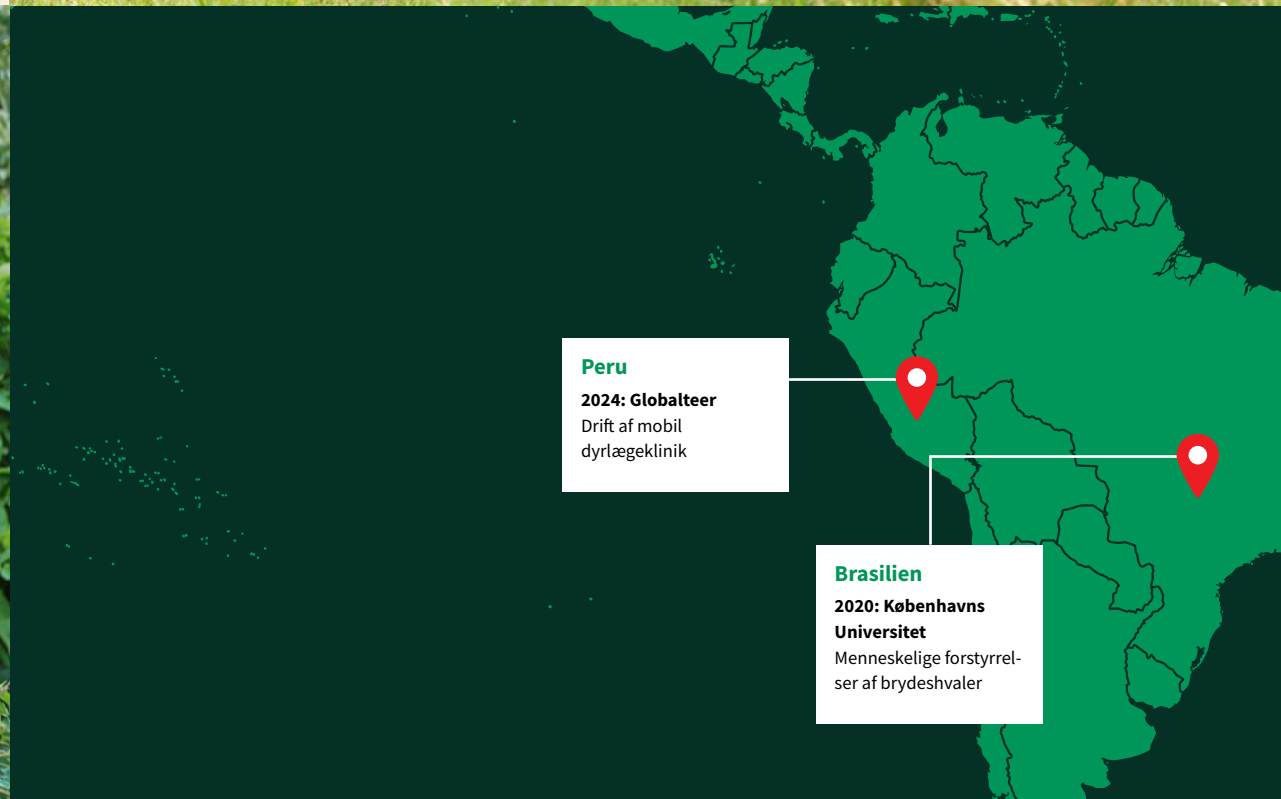 Peru
2024: Globalteer
Drift af mobil
dyrlægeklinik
Brasilien
2020: Københavns
Universitet
Menneskelige forstyrrel-
ser af brydeshvaler